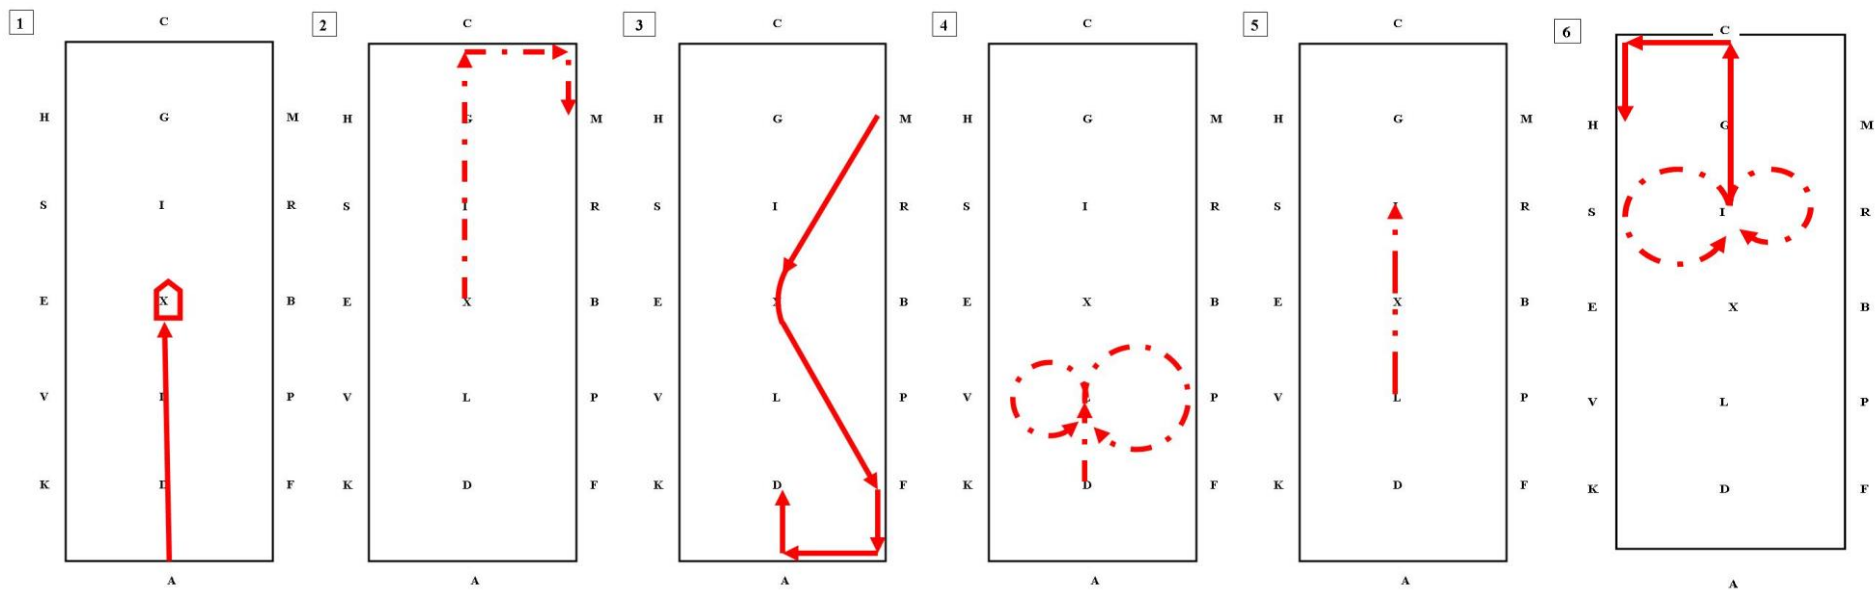 1 C 2 C 3 C 4 C 5 C 6 C
H G M H G M H G M H G M H G M H G M
S I R S I R S I R S I R S I R S I R
E X B E X B E X B E X B E X B E X B
V L P V L P V L P V L P V L P V L P
K D F K D F K D F K D F K D F K D F
A A A A A A